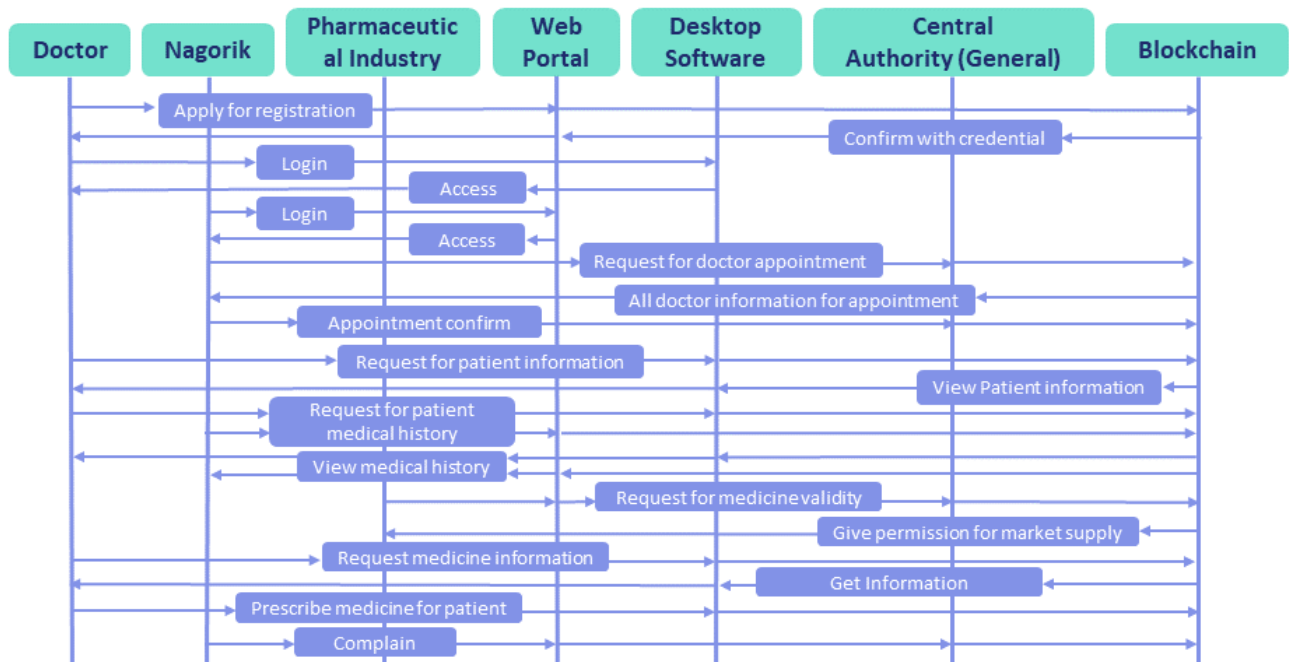 Doctor
Nagorik
Pharmaceutic
al Industry
Web
Portal
Desktop
Software
Central
Authority (General)
Blockchain
Apply for registration
Confirm with credential
Login
Access
Login
Access
Request for doctor appointment
All doctor information for appointment
Appointment confirm
Request for patient information
View Patient information
Request for patient
medical history
View medical history
Request for medicine validity
Give permission for market supply
Request medicine information
Get Information
Prescribe medicine for patient
Complain